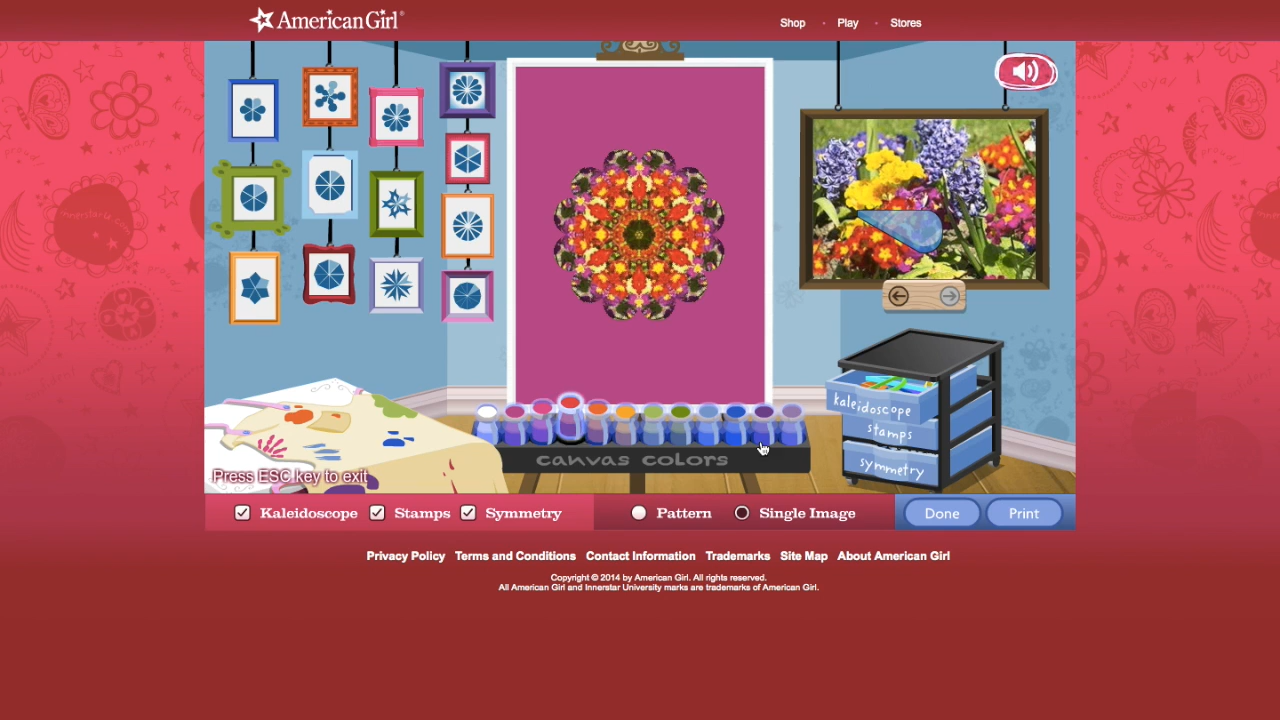 American Girl®
Shop
Play
Stores
kaleidoscope
stamps
symmetry
canvas colors
Press ESC key to exit
Kaleidoscope
Stamps
Symmetry
Pattern
Single Image
Done
Print
Privacy Policy Terms and Conditions Contact Information Trademarks Site Map About American Girl
Copyright © 2014 by American Girl. All rights reserved.
All American Girl and Innerstar University marks are trademarks of American Girl.